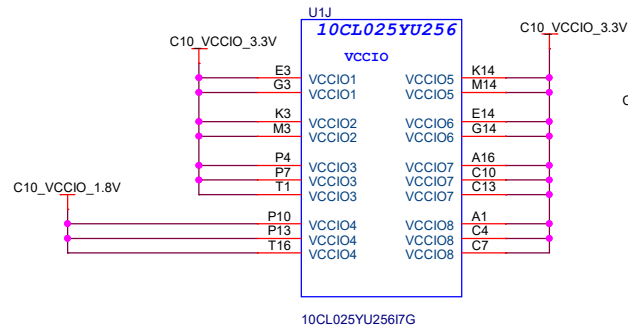 U1J
10CL025YU256
C10_VCCIO_3.3V
C10_VCCIO_3.3V
VCCIO
E3 VCCIO1 VCCIO5 K14
G3 VCCIO1 VCCIO5 M14
C
K3 VCCIO2 VCCIO6 E14
M3 VCCIO2 VCCIO6 G14
P4 VCCIO3 VCCIO7 A16
P7 VCCIO3 VCCIO7 C10
T1 VCCIO3 VCCIO7 C13
C10_VCCIO_1.8V
P10 VCCIO4 VCCIO8 A1
P13 VCCIO4 VCCIO8 C4
T16 VCCIO4 VCCIO8 C7
10CL025YU256I7G